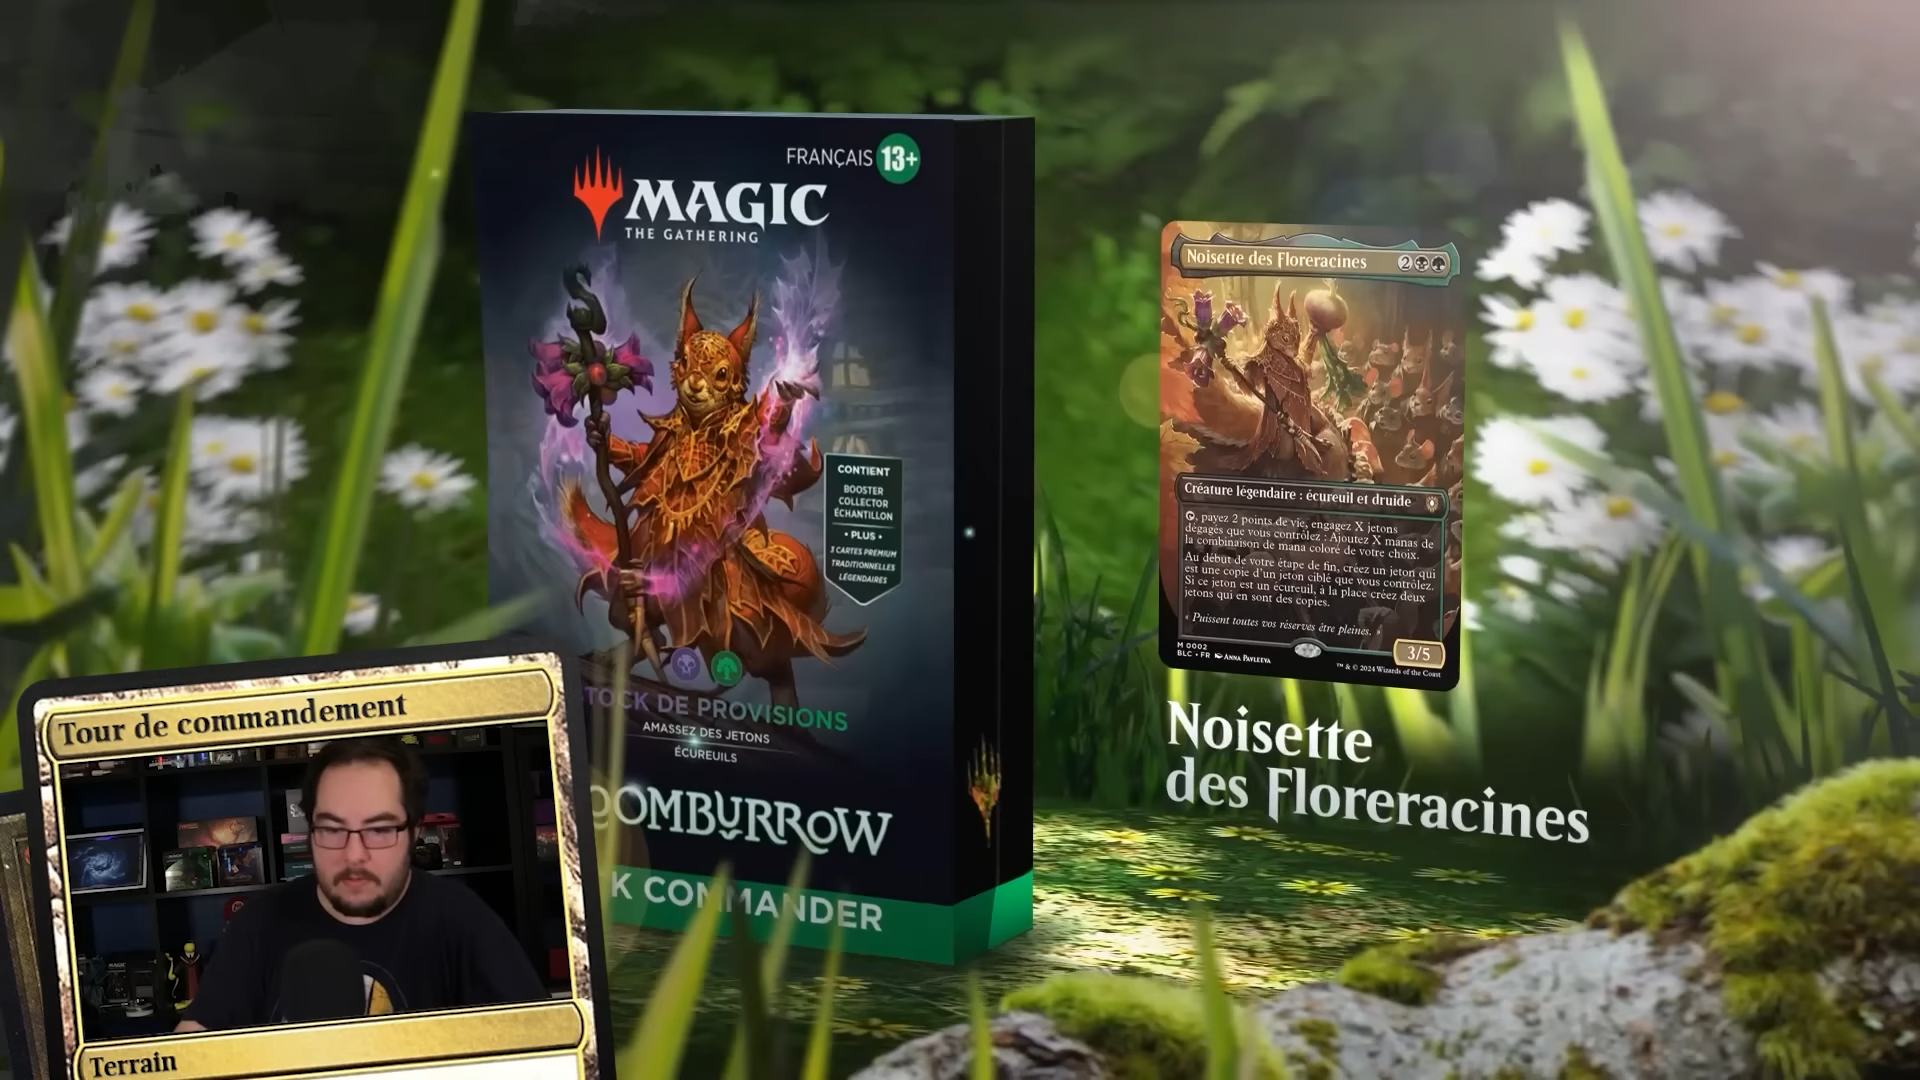 FRANÇAIS 13+
MAGIC
THE GATHERING
CONTIENT
BOOSTER
COLLECTOR
ÉCHANTILLON
• PLUS •
3 CARTES PREMIUM
TRADITIONNELLES
LÉGENDAIRES
TOCK DE PROVISIONS
AMASSEZ DES JETONS
ÉCUREUILS
OOMBURROW
K COMMANDER
Noisette des Floreracines 2
Créature légendaire : écureuil et druide
, payez 2 points de vie, engagez X jetons
dégagés que vous contrôlez : Ajoutez X manas de
la combinaison de mana coloré de votre choix.
Au début de votre étape de fin, créez un jeton qui
est une copie d'un jeton ciblé que vous contrôlez.
Si ce jeton est un écureuil, à la place créez deux
jetons qui en sont des copies.
« Puissent toutes vos réserves être pleines. »
3/5
M 0002
BLC • FR Anna Pavleeva
™ & © 2024 Wizards of the Coast
Noisette
des Floreracines
Tour de commandement
Terrain